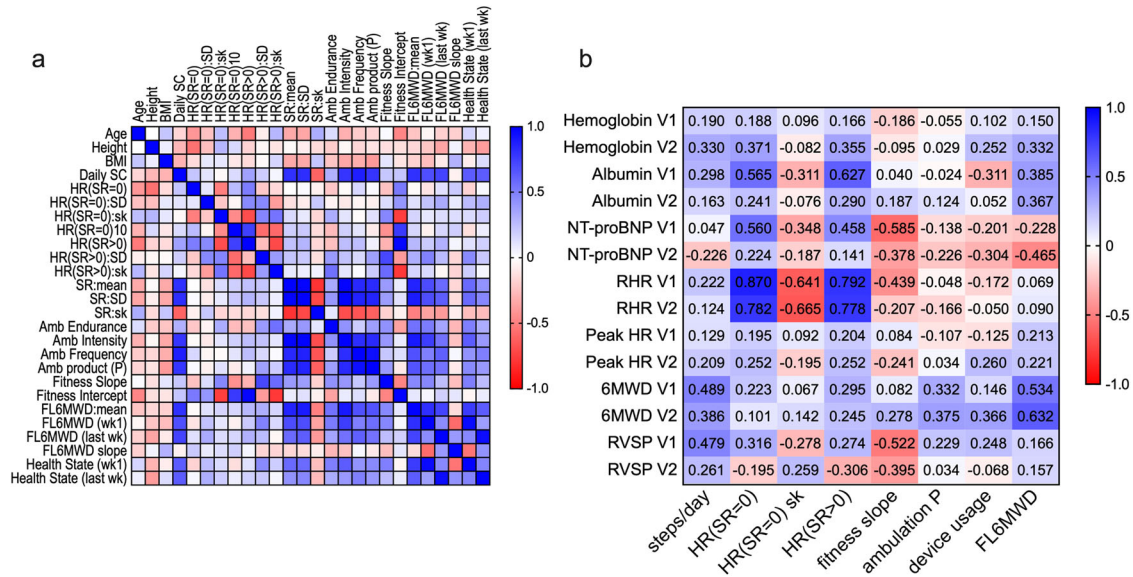 a
Age
Height
BMI
Daily SC
HR(SR=0)
HR(SR=0):SD
HR(SR=0):sk
HR(SR=0)10
HR(SR>0)
HR(SR>0):SD
HR(SR>0):sk
SR:mean
SR:SD
SR:sk
Amb Endurance
Amb Intensity
Amb Frequency
Amb product (P)
Fitness Slope
Fitness Intercept
FL6MWD:mean
FL6MWD (wk1)
FL6MWD (last wk)
FL6MWD slope
Health State (wk1)
Health State (last wk)
Age
Height
BMI
Daily SC
HR(SR=0)
HR(SR=0):SD
HR(SR=0):sk
HR(SR=0)10
HR(SR>0)
HR(SR>0):SD
HR(SR>0):sk
SR:mean
SR:SD
SR:sk
Amb Endurance
Amb Intensity
Amb Frequency
Amb product (P)
Fitness Slope
Fitness Intercept
FL6MWD:mean
FL6MWD (wk1)
FL6MWD (last wk)
FL6MWD slope
Health State (wk1)
Health State (last wk)
1.0
0.5
0
-0.5
-1.0
b
Hemoglobin V1 0.190 0.188 0.096 0.166 -0.186 -0.055 0.102 0.150
Hemoglobin V2 0.330 0.371 -0.082 0.355 -0.095 0.029 0.252 0.332
Albumin V1 0.298 0.565 -0.311 0.627 0.040 -0.024 -0.311 0.385
Albumin V2 0.163 0.241 -0.076 0.290 0.187 0.124 0.052 0.367
NT-proBNP V1 0.047 0.560 -0.348 0.458 -0.585 -0.138 -0.201 -0.228
NT-proBNP V2 -0.226 0.224 -0.187 0.141 -0.378 -0.226 -0.304 -0.465
RHR V1 0.222 0.870 -0.641 0.792 -0.439 -0.048 -0.172 0.069
RHR V2 0.124 0.782 -0.665 0.778 -0.207 -0.166 -0.050 0.090
Peak HR V1 0.129 0.195 0.092 0.204 0.084 -0.107 -0.125 0.213
Peak HR V2 0.209 0.252 -0.195 0.252 -0.241 0.034 0.260 0.221
6MWD V1 0.489 0.223 0.067 0.295 0.082 0.332 0.146 0.534
6MWD V2 0.386 0.101 0.142 0.245 0.278 0.375 0.366 0.632
RVSP V1 0.479 0.316 -0.278 0.274 -0.522 0.229 0.248 0.166
RVSP V2 0.261 -0.195 0.259 -0.306 -0.395 0.034 -0.068 0.157
steps/day
HR(SR=0)
HR(SR=0) sk
HR(SR>0)
fitness slope
ambulation P
device usage
FL6MWD
1.0
0.5
0
-0.5
-1.0